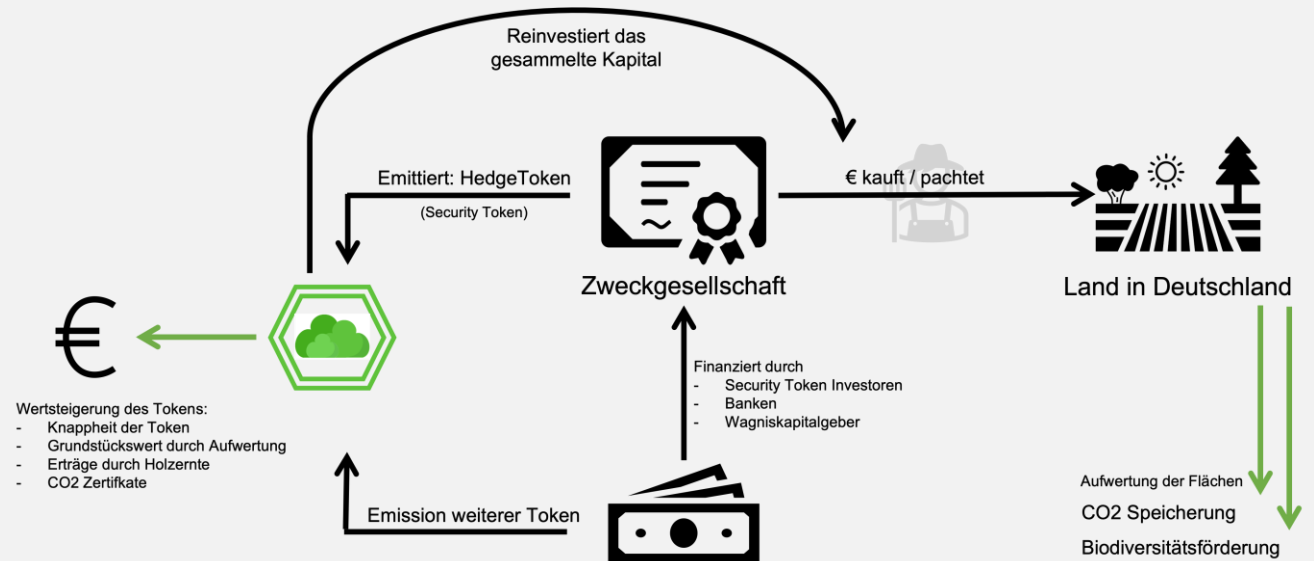 Reinvestiert das
gesammelte Kapital
Emittiert: HedgeToken
(Security Token)
€ kauft / pachtet
Zweckgesellschaft
Land in Deutschland
€
Wertsteigerung des Tokens:
- Knappheit der Token
- Grundstückswert durch Aufwertung
- Erträge durch Holzernte
- CO2 Zertifkate
Finanziert durch
- Security Token Investoren
- Banken
- Wagniskapitalgeber
Emission weiterer Token
Aufwertung der Flächen
CO2 Speicherung
Biodiversitätsförderung